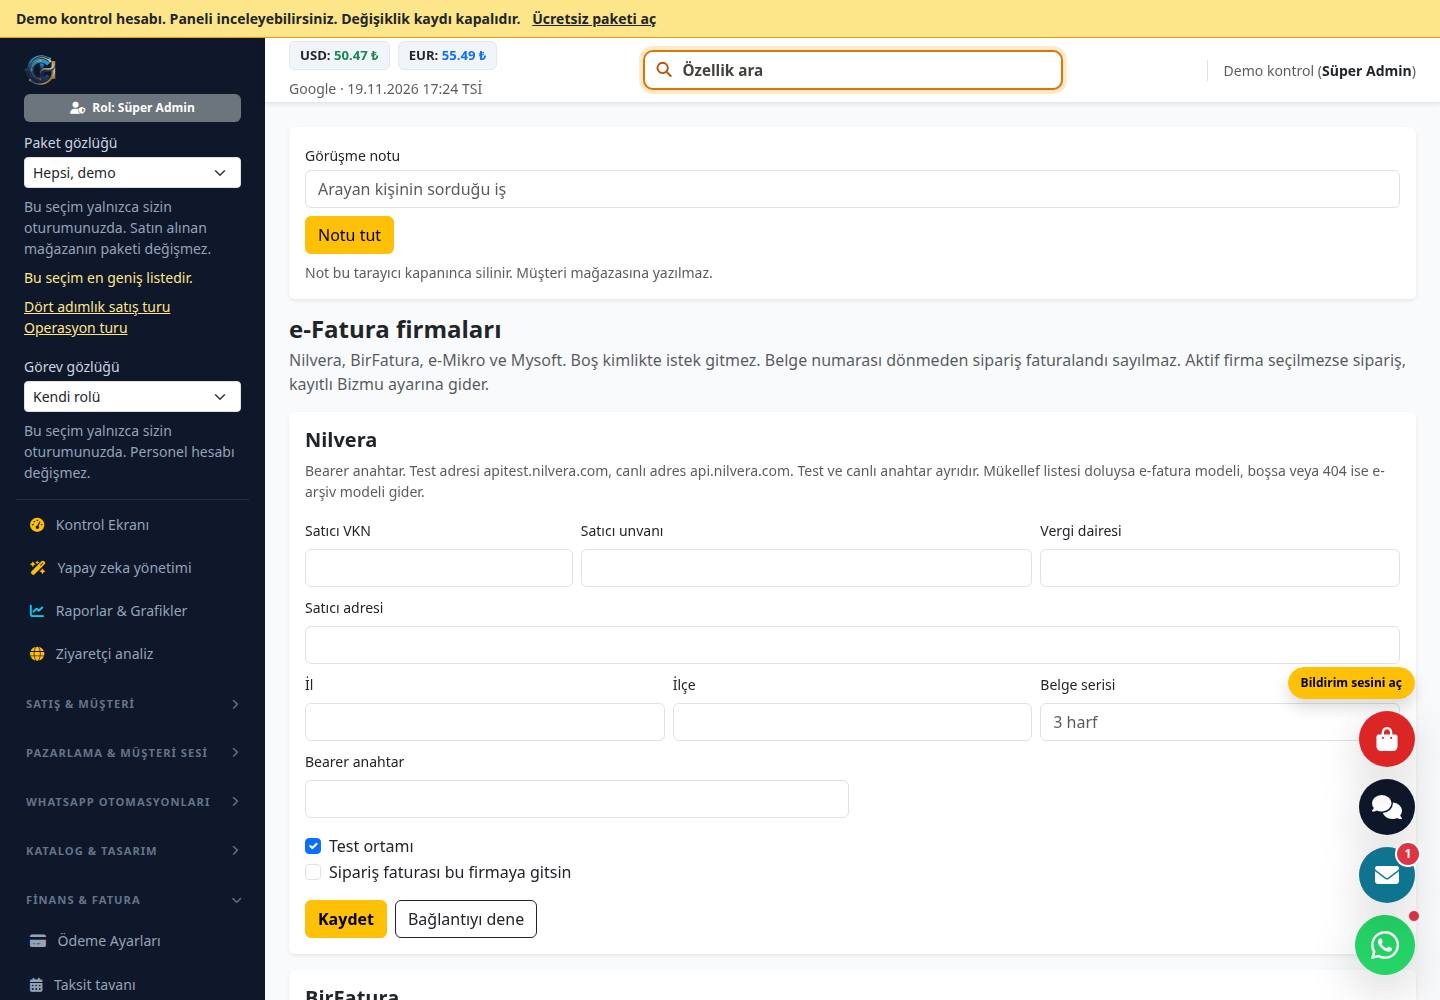 Demo kontrol hesabı. Paneli inceleyebilirsiniz. Değişiklik kaydı kapalıdır. Ücretsiz paketi aç
Rol: Süper Admin
Paket gözlüğü
Hepsi, demo
Bu seçim yalnızca sizin
oturumunuzda. Satın alınan
mağazanın paketi değişmez.
Bu seçim en geniş listedir.
Dört adımlık satış turu
Operasyon turu
Görev gözlüğü
Kendi rolü
Bu seçim yalnızca sizin
oturumunuzda. Personel hesabı
değişmez.
Kontrol Ekranı
Yapay zeka yönetimi
Raporlar & Grafikler
Ziyaretçi analiz
SATIŞ & MÜŞTERİ
PAZARLAMA & MÜŞTERİ SESİ
WHATSAPP OTOMASYONLARI
KATALOG & TASARIM
FİNANS & FATURA
Ödeme Ayarları
Taksit tavanı
USD: 50.47 ₺ EUR: 55.49 ₺
Google · 19.11.2026 17:24 TSİ
Özellik ara
Demo kontrol (Süper Admin)
Görüşme notu
Arayan kişinin sorduğu iş
Notu tut
Not bu tarayıcı kapanınca silinir. Müşteri mağazasına yazılmaz.
e-Fatura firmaları
Nilvera, BirFatura, e-Mikro ve Mysoft. Boş kimlikte istek gitmez. Belge numarası dönmeden sipariş faturalandı sayılmaz. Aktif firma seçilmezse sipariş,
kayıtlı Bizmu ayarına gider.
Nilvera
Bearer anahtar. Test adresi apitest.nilvera.com, canlı adres api.nilvera.com. Test ve canlı anahtar ayrıdır. Mükellef listesi doluysa e-fatura modeli, boşsa veya 404 ise e-
arşiv modeli gider.
Satıcı VKN Satıcı unvanı Vergi dairesi
Satıcı adresi
İl İlçe Belge serisi
3 harf
Bearer anahtar
Test ortamı
Sipariş faturası bu firmaya gitsin
Kaydet Bağlantıyı dene
BirFatura
Bildirim sesini aç
1